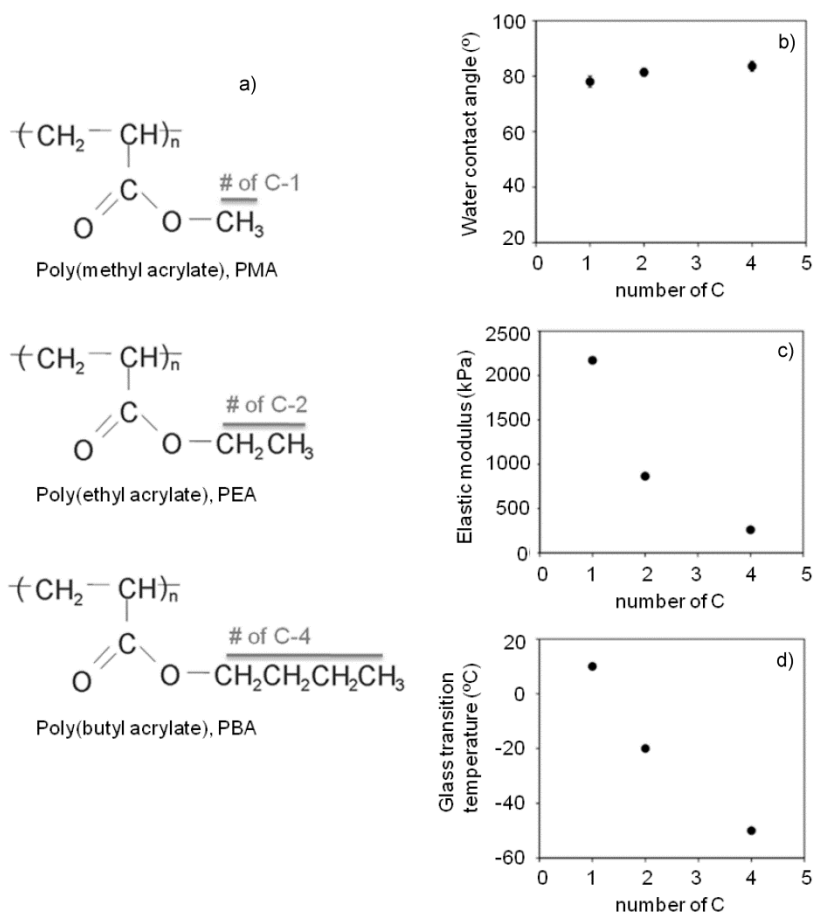 a)
(CH2 — CH)n
C
# of C-1
O
O — CH3
Poly(methyl acrylate), PMA
(CH2 — CH)n
C
# of C-2
O
O — CH2CH3
Poly(ethyl acrylate), PEA
(CH2 — CH)n
C
# of C-4
O
O — CH2CH2CH2CH3
Poly(butyl acrylate), PBA
b)
Water contact angle (º)
100
80
60
40
20
0 1 2 3 4 5
number of C
c)
Elastic modulus (kPa)
2500
2000
1500
1000
500
0
0 1 2 3 4 5
number of C
d)
Glass transition
temperature (ºC)
20
0
-20
-40
-60
0 1 2 3 4 5
number of C